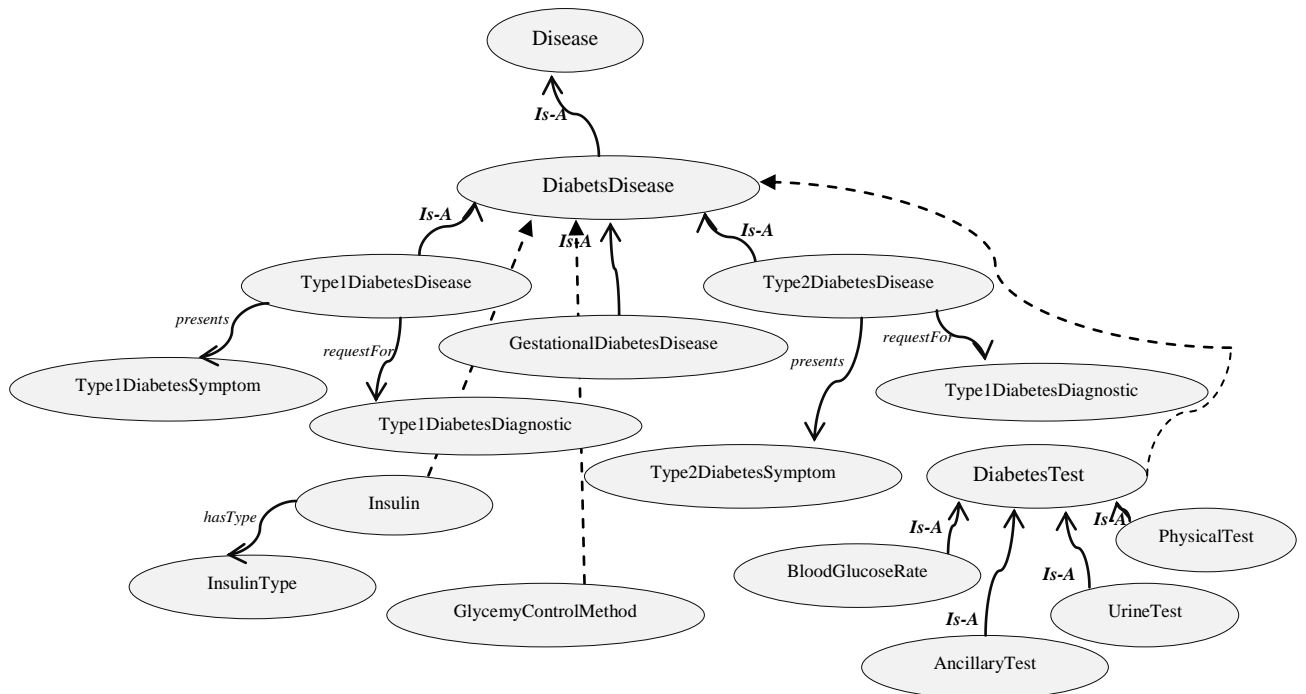 Disease
Is-A
DiabetsDisease
Is-A
Is-A
Is-A
Type1DiabetesDisease
Type2DiabetesDisease
presents
requestFor
GestationalDiabetesDisease
presents
requestFor
Type1DiabetesSymptom
Type1DiabetesDiagnostic
Type1DiabetesDiagnostic
Type2DiabetesSymptom
DiabetesTest
Insulin
hasType
Is-A
Is-A
PhysicalTest
InsulinType
BloodGlucoseRate
Is-A
GlycemyControlMethod
UrineTest
Is-A
AncillaryTest